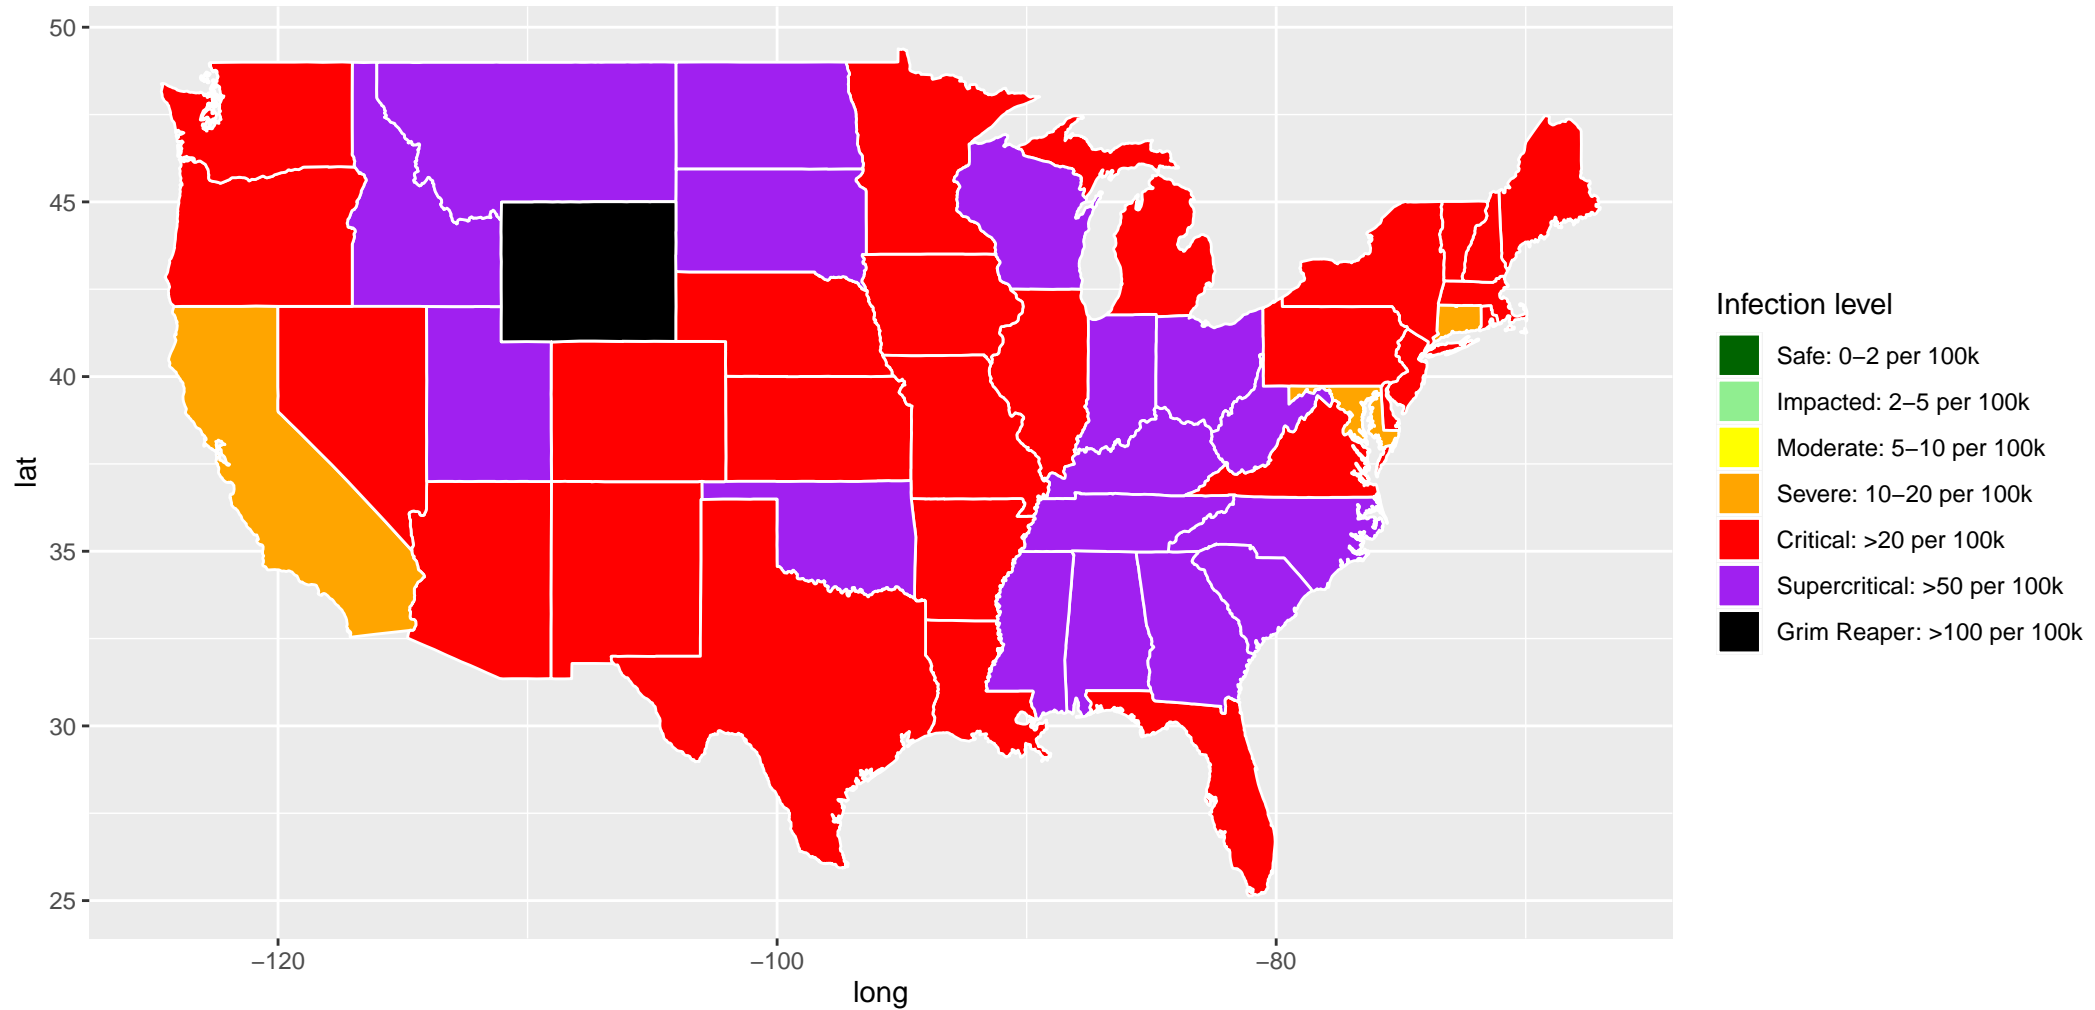 50
45
40
35
30
25
lat
−120
−100
−80
long
Infection level
Safe: 0−2 per 100k
Impacted: 2−5 per 100k
Moderate: 5−10 per 100k
Severe: 10−20 per 100k
Critical: >20 per 100k
Supercritical: >50 per 100k
Grim Reaper: >100 per 100k